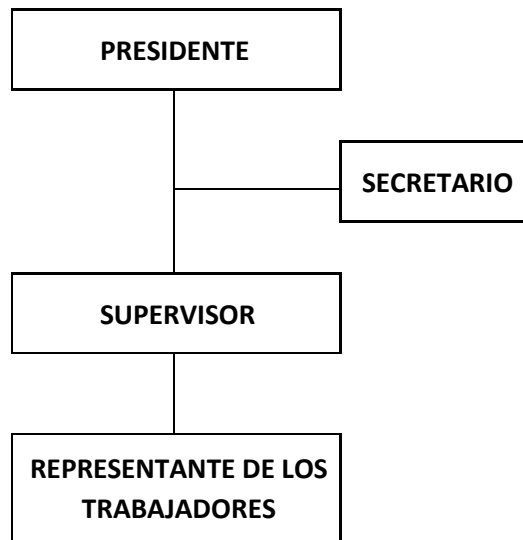 PRESIDENTE
SECRETARIO
SUPERVISOR
REPRESENTANTE DE LOS
TRABAJADORES